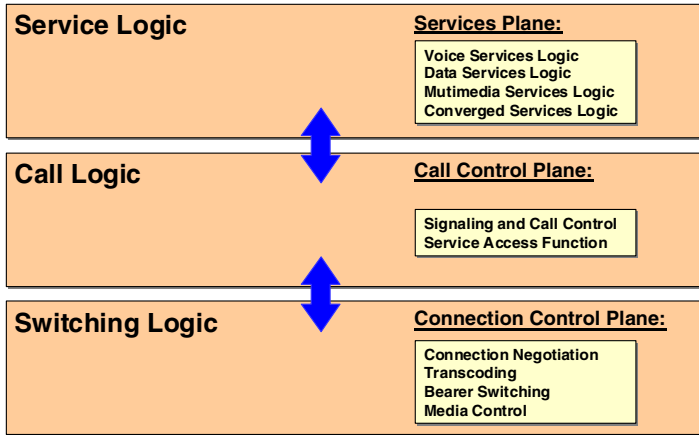 Service Logic
Services Plane:
Voice Services Logic
Data Services Logic
Mutimedia Services Logic
Converged Services Logic
Call Logic
Call Control Plane:
Signaling and Call Control
Service Access Function
Switching Logic
Connection Control Plane:
Connection Negotiation
Transcoding
Bearer Switching
Media Control